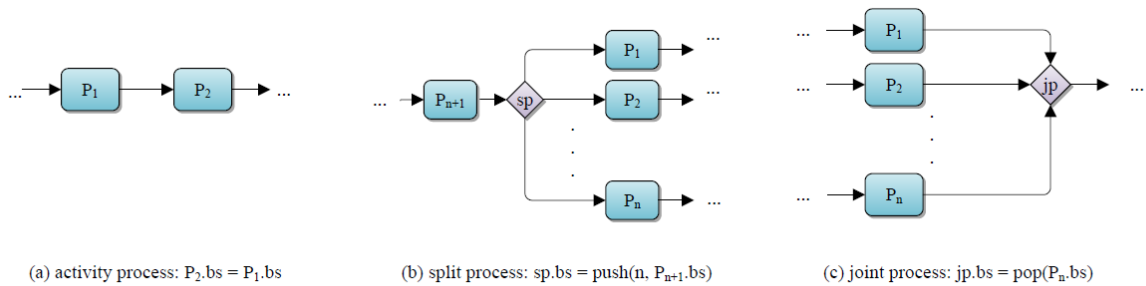 ... P1 P2 ...
(a) activity process: P2.bs = P1.bs
... Pn+1 sp
P1 ...
P2 ...
.
.
.
Pn ...
(b) split process: sp.bs = push(n, Pn+1.bs)
... P1
... P2
jp ...
.
.
.
... Pn
(c) joint process: jp.bs = pop(Pn.bs)